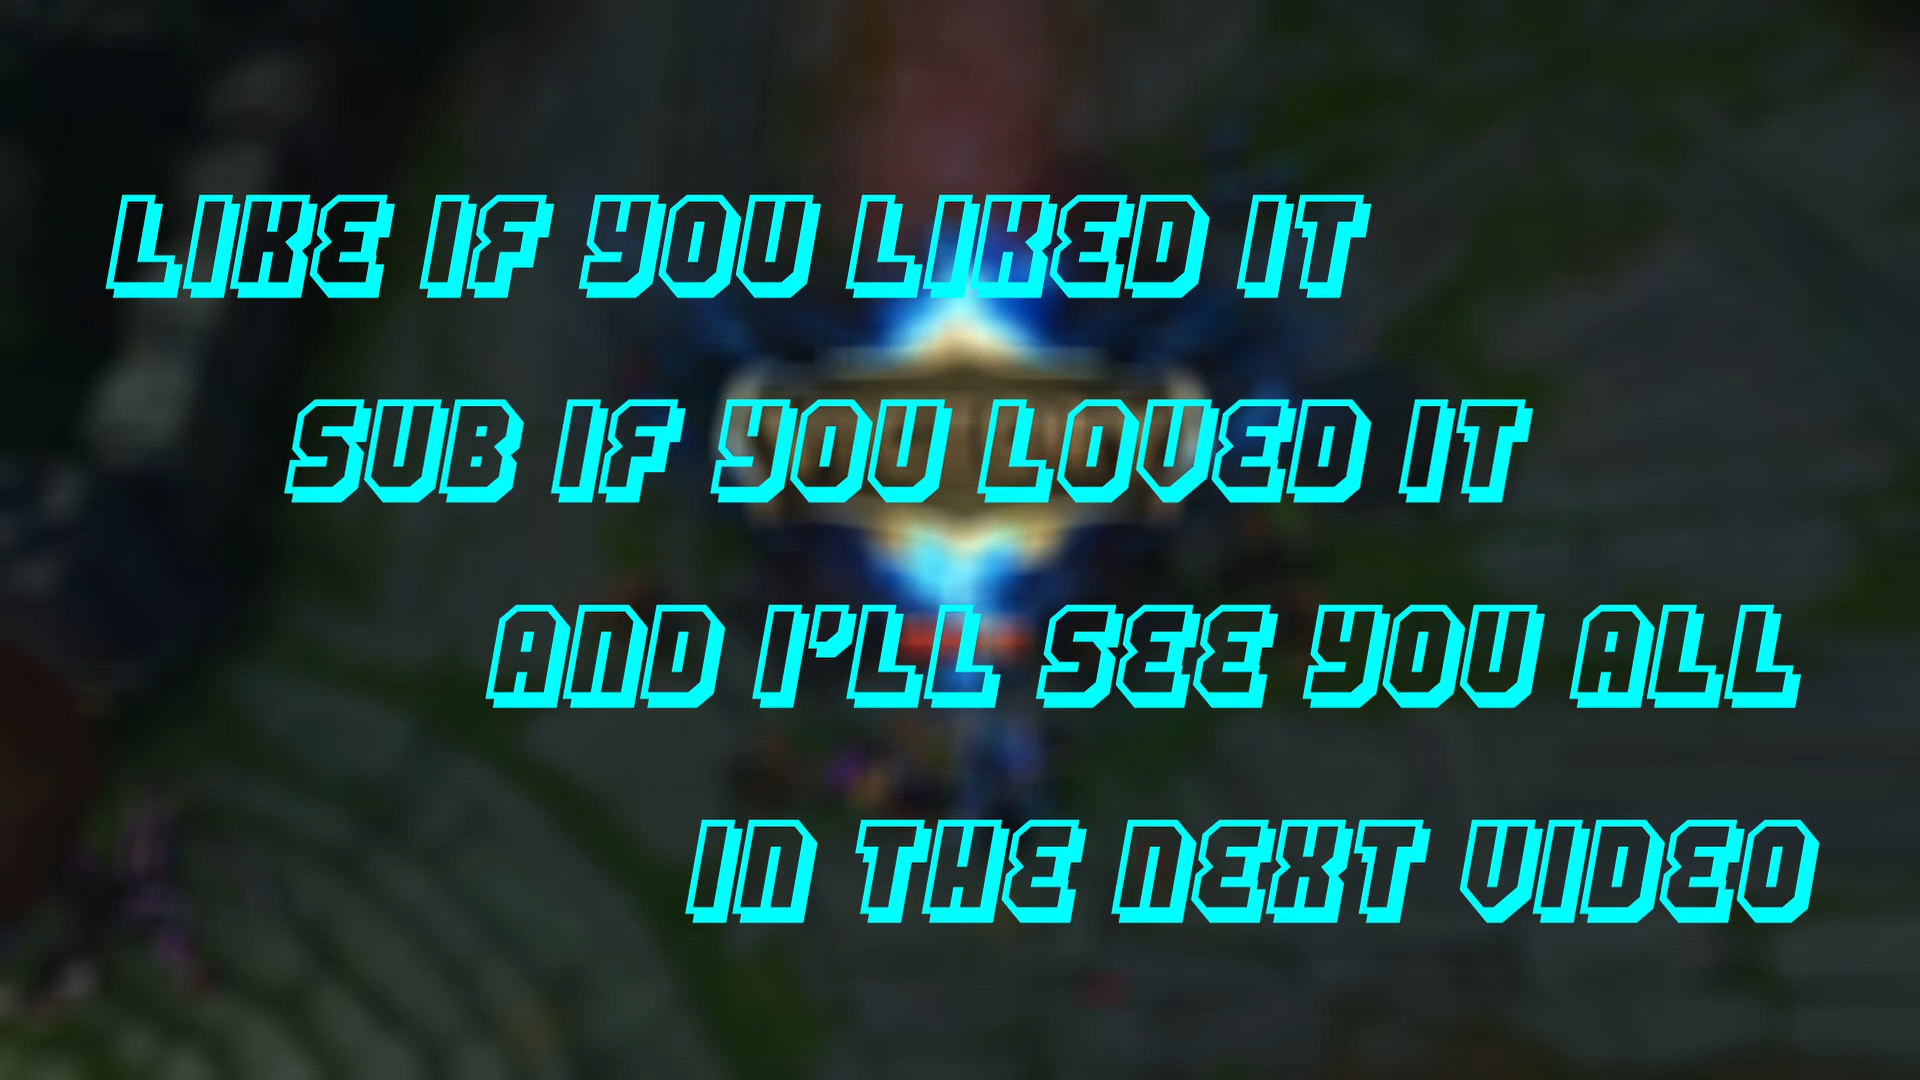 LIKE IF YOU LIKED IT
SUB IF YOU LOVED IT
AND I'LL SEE YOU ALL
IN THE NEXT VIDEO